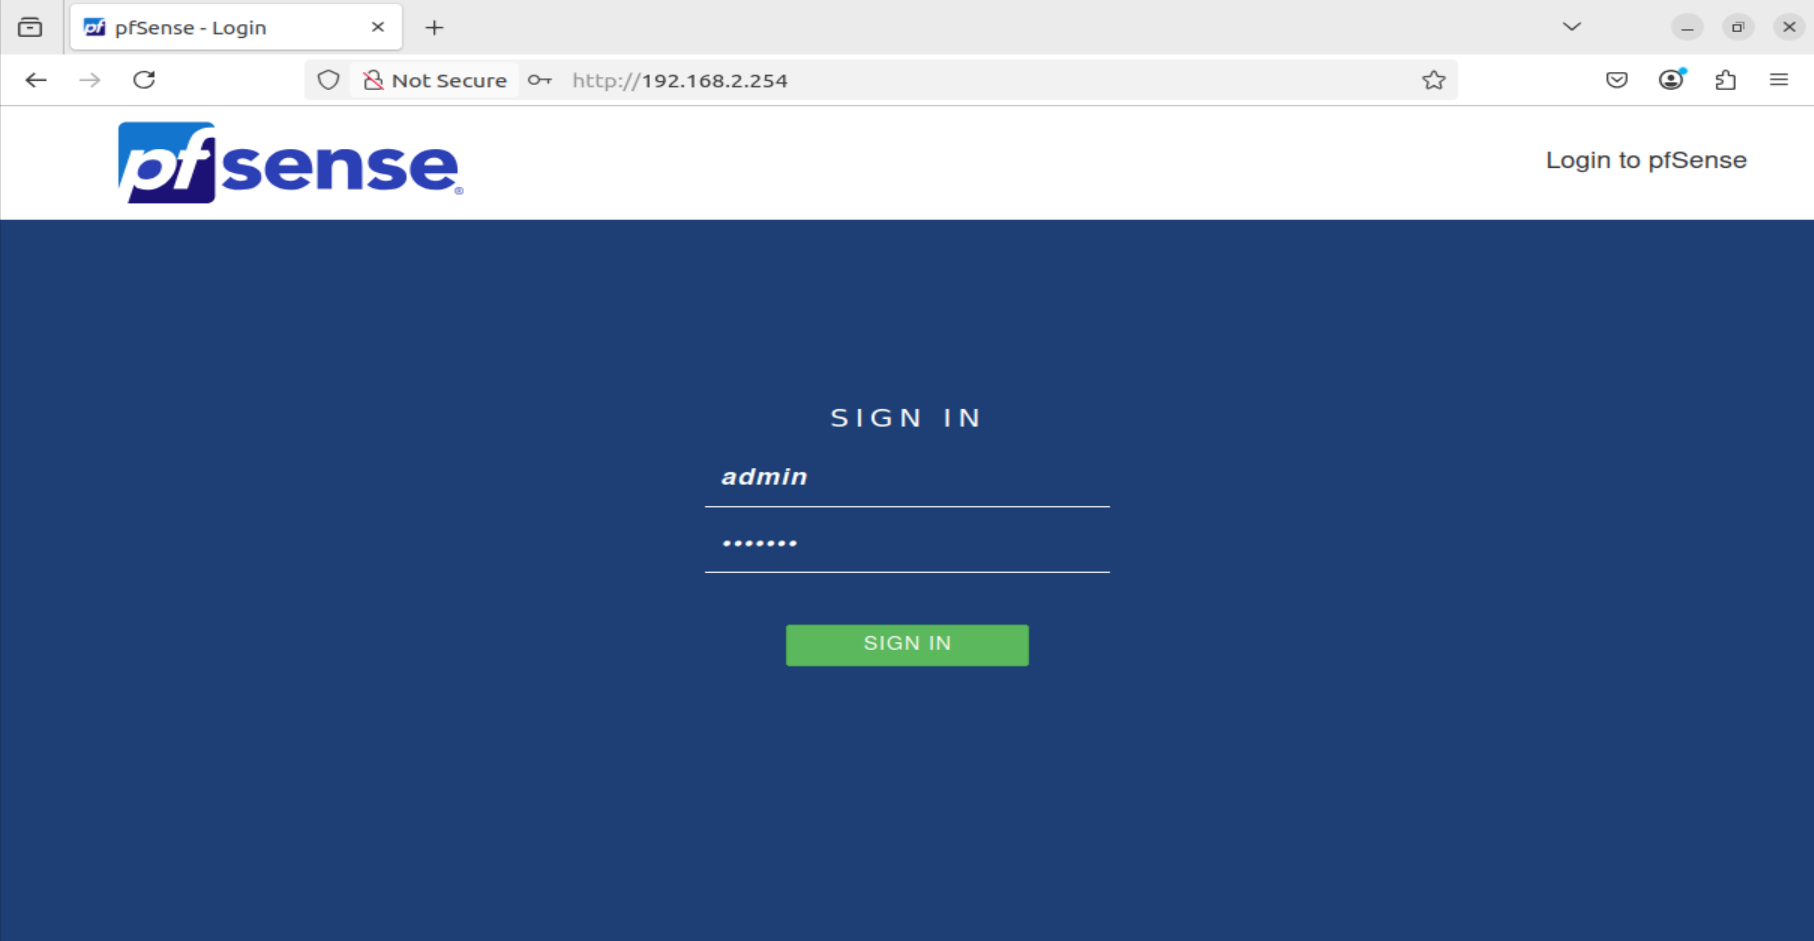 pfSense - Login
Not Secure http://192.168.2.254
pfsense®
Login to pfSense
SIGN IN
admin
•••••••
SIGN IN